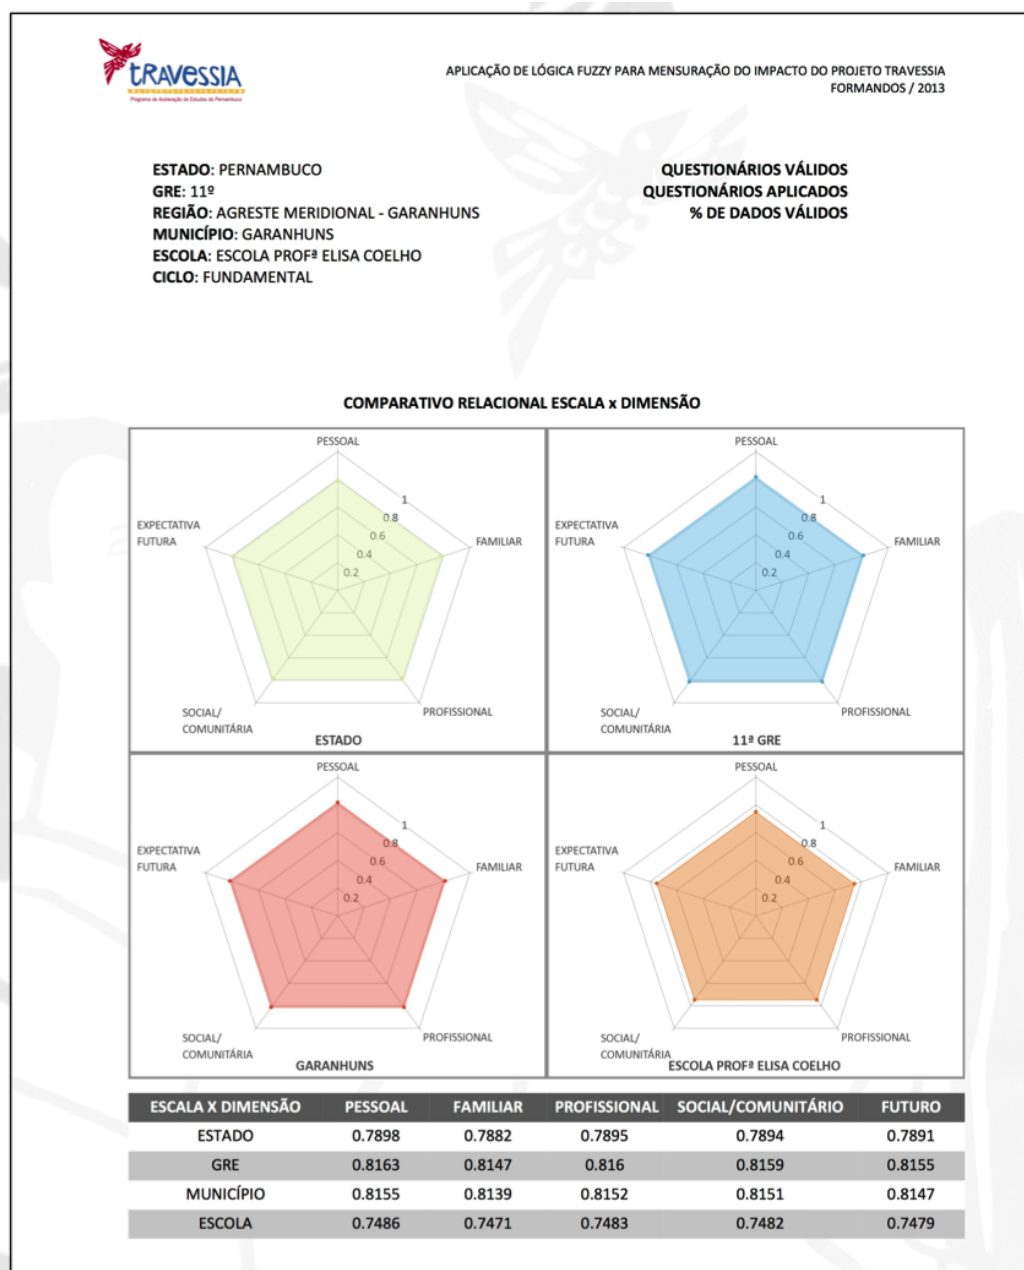 tRAVESSIA
Programa de Aceleração de Estudos de Pernambuco
APLICAÇÃO DE LÓGICA FUZZY PARA MENSURAÇÃO DO IMPACTO DO PROJETO TRAVESSIA
FORMANDOS / 2013
ESTADO: PERNAMBUCO
GRE: 11º
REGIÃO: AGRESTE MERIDIONAL - GARANHUNS
MUNICÍPIO: GARANHUNS
ESCOLA: ESCOLA PROFª ELISA COELHO
CICLO: FUNDAMENTAL
QUESTIONÁRIOS VÁLIDOS
QUESTIONÁRIOS APLICADOS
% DE DADOS VÁLIDOS
COMPARATIVO RELACIONAL ESCALA x DIMENSÃO
PESSOAL
1
0.8
0.6
0.4
0.2
EXPECTATIVA
FUTURA
FAMILIAR
SOCIAL/
COMUNITÁRIA
PROFISSIONAL
ESTADO
PESSOAL
1
0.8
0.6
0.4
0.2
EXPECTATIVA
FUTURA
FAMILIAR
SOCIAL/
COMUNITÁRIA
PROFISSIONAL
11ª GRE
PESSOAL
1
0.8
0.6
0.4
0.2
EXPECTATIVA
FUTURA
FAMILIAR
SOCIAL/
COMUNITÁRIA
PROFISSIONAL
GARANHUNS
PESSOAL
1
0.8
0.6
0.4
0.2
EXPECTATIVA
FUTURA
FAMILIAR
SOCIAL/
COMUNITÁRIA
PROFISSIONAL
ESCOLA PROFª ELISA COELHO
ESCALA X DIMENSÃO PESSOAL FAMILIAR PROFISSIONAL SOCIAL/COMUNITÁRIO FUTURO
ESTADO 0.7898 0.7882 0.7895 0.7894 0.7891
GRE 0.8163 0.8147 0.816 0.8159 0.8155
MUNICÍPIO 0.8155 0.8139 0.8152 0.8151 0.8147
ESCOLA 0.7486 0.7471 0.7483 0.7482 0.7479